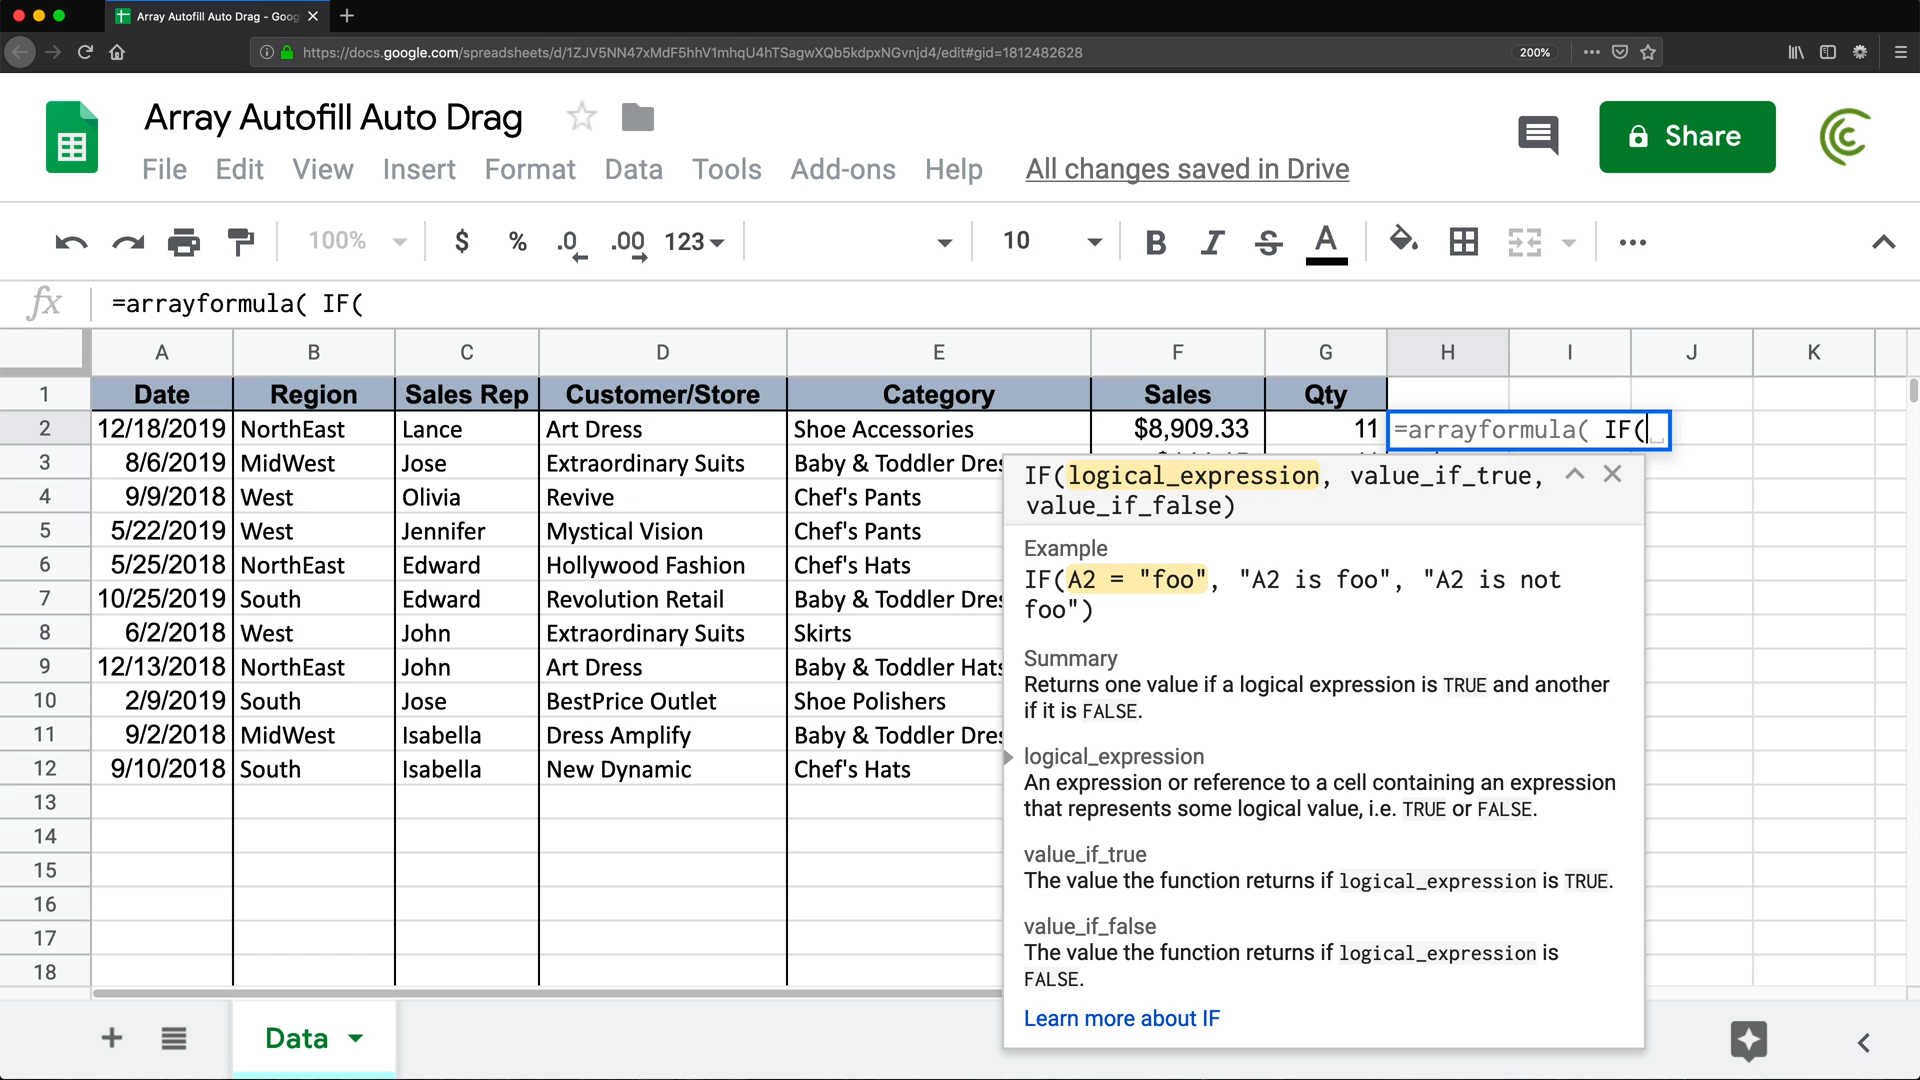 Array Autofill Auto Drag - Goog
https://docs.google.com/spreadsheets/d/1ZJV5NN47xMdF5hhV1mhqU4hTSagwXQb5kdpxNGvnjd4/edit#gid=1812482628 200%
Array Autofill Auto Drag
File Edit View Insert Format Data Tools Add-ons Help All changes saved in Drive
Share
100% $ % .0 .00 123 10 B I S A
fx =arrayformula( IF(
A B C D E F G H I J K
1 Date Region Sales Rep Customer/Store Category Sales Qty
2 12/18/2019 NorthEast Lance Art Dress Shoe Accessories $8,909.33 11 =arrayformula( IF(
3 8/6/2019 MidWest Jose Extraordinary Suits Baby & Toddler Dres
4 9/9/2018 West Olivia Revive Chef's Pants
5 5/22/2019 West Jennifer Mystical Vision Chef's Pants
6 5/25/2018 NorthEast Edward Hollywood Fashion Chef's Hats
7 10/25/2019 South Edward Revolution Retail Baby & Toddler Dres
8 6/2/2018 West John Extraordinary Suits Skirts
9 12/13/2018 NorthEast John Art Dress Baby & Toddler Hats
10 2/9/2019 South Jose BestPrice Outlet Shoe Polishers
11 9/2/2018 MidWest Isabella Dress Amplify Baby & Toddler Dres
12 9/10/2018 South Isabella New Dynamic Chef's Hats
13
14
15
16
17
18
IF(logical_expression, value_if_true,
value_if_false)
Example
IF(A2 = "foo", "A2 is foo", "A2 is not
foo")
Summary
Returns one value if a logical expression is TRUE and another
if it is FALSE.
logical_expression
An expression or reference to a cell containing an expression
that represents some logical value, i.e. TRUE or FALSE.
value_if_true
The value the function returns if logical_expression is TRUE.
value_if_false
The value the function returns if logical_expression is
FALSE.
Learn more about IF
Data